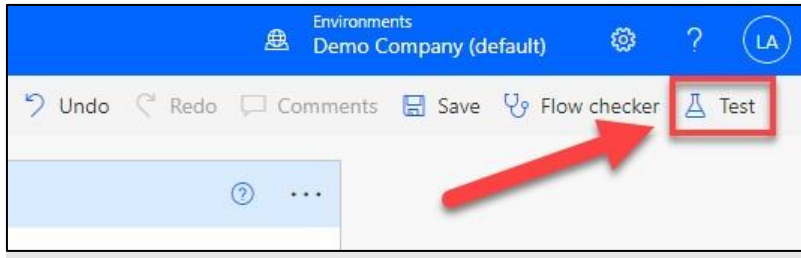 Environments
Demo Company (default)
?
LA
Undo Redo Comments Save Flow checker Test
? ...